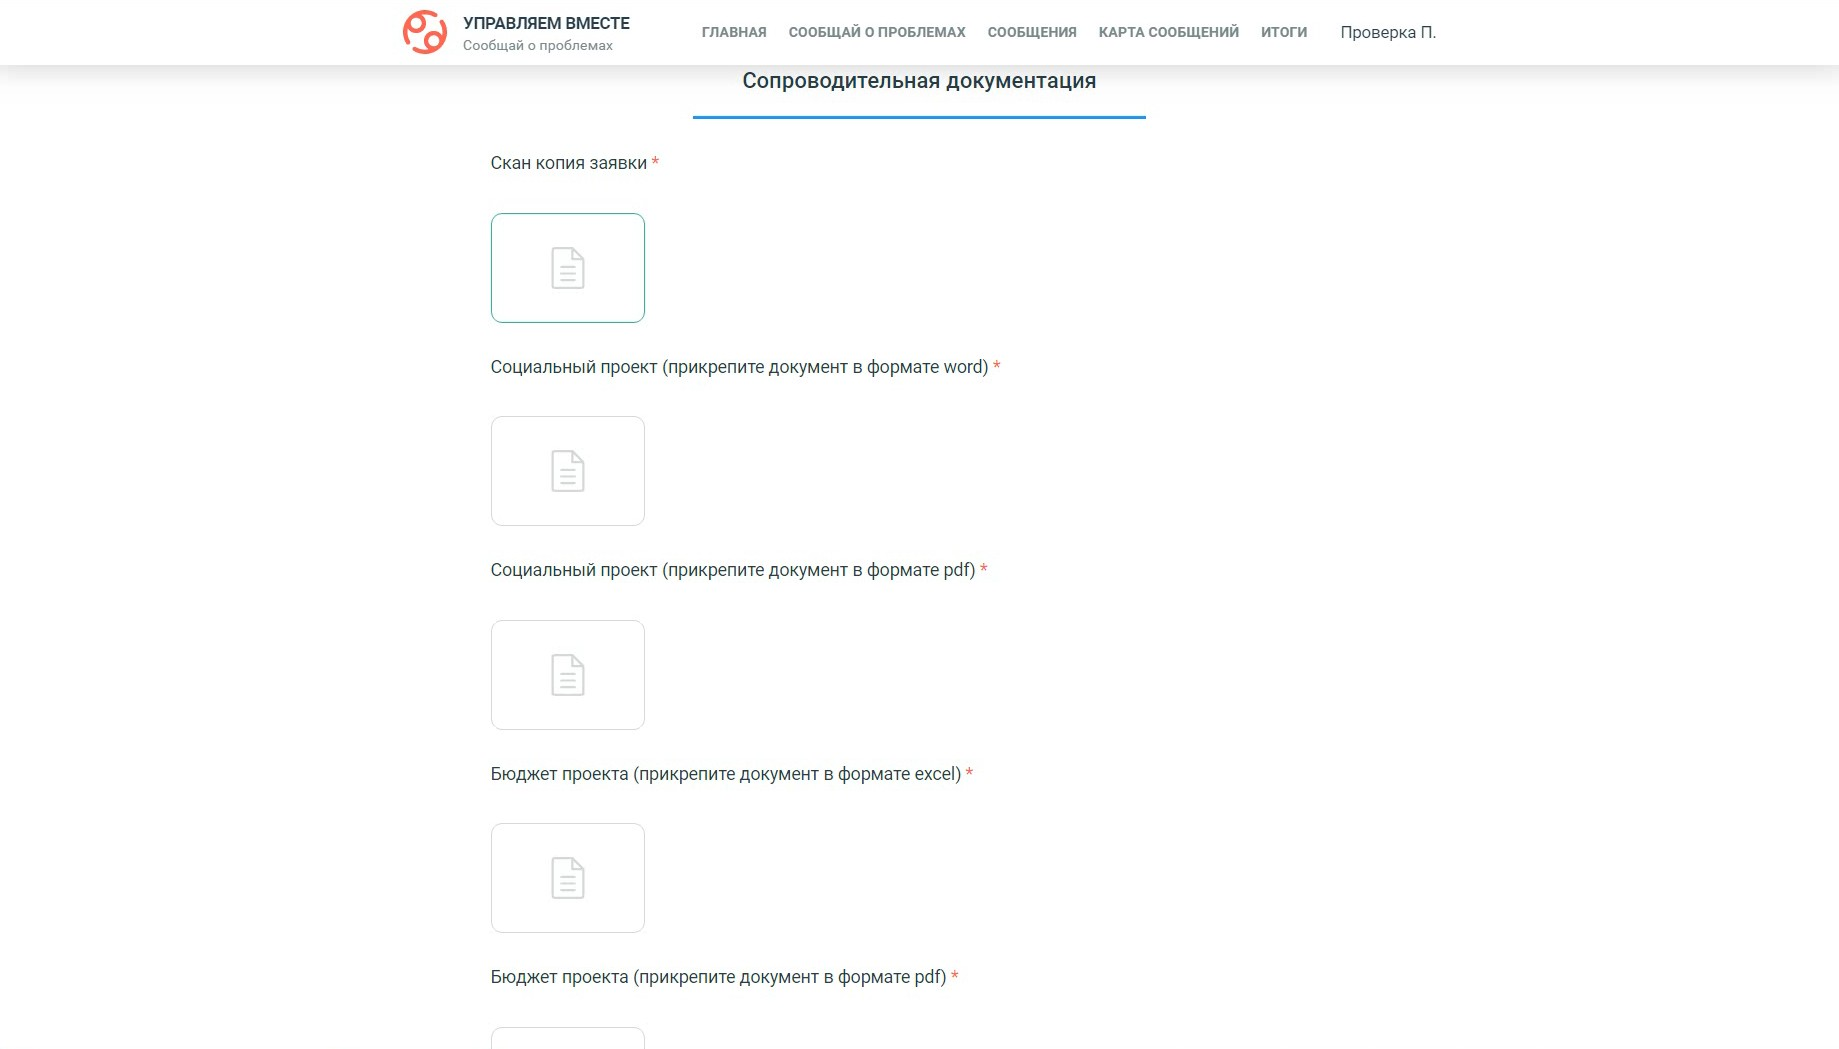 УПРАВЛЯЕМ ВМЕСТЕ
Сообщай о проблемах
ГЛАВНАЯ СООБЩАЙ О ПРОБЛЕМАХ СООБЩЕНИЯ КАРТА СООБЩЕНИЙ ИТОГИ Проверка П.
Сопроводительная документация
Скан копия заявки *
Социальный проект (прикрепите документ в формате word) *
Социальный проект (прикрепите документ в формате pdf) *
Бюджет проекта (прикрепите документ в формате excel) *
Бюджет проекта (прикрепите документ в формате pdf) *